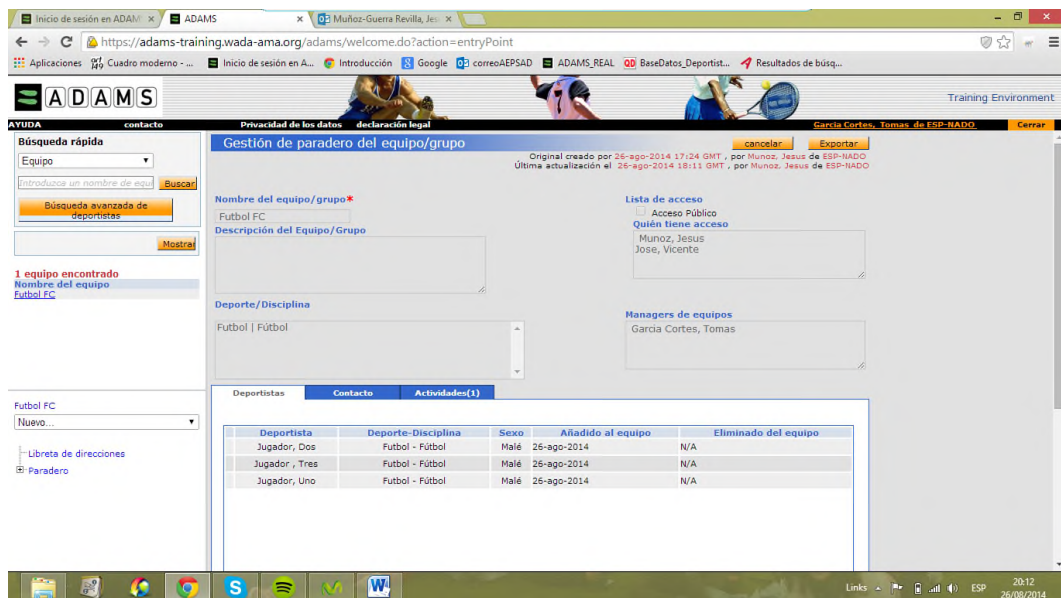 Inicio de sesión en ADAM
ADAMS
Muñoz-Guerra Revilla, Jes
https://adams-training.wada-ama.org/adams/welcome.do?action=entryPoint
Aplicaciones
Cuadro moderno - ...
Inicio de sesión en A...
Introducción
Google
correoAEPSAD
ADAMS_REAL
BaseDatos_Deportist...
Resultados de búsq...
ADAMS
Training Environment
AYUDA
contacto
Privacidad de los datos
declaración legal
Garcia Cortes, Tomas de ESP-NADO
Cerrar
Búsqueda rápida
Equipo
Introduzca un nombre de equi
Buscar
Búsqueda avanzada de
deportistas
Mostrar
1 equipo encontrado
Nombre del equipo
Futbol FC
Futbol FC
Nuevo...
Libreta de direcciones
Paradero
Gestión de paradero del equipo/grupo
cancelar
Exportar
Original creado por 26-ago-2014 17:24 GMT , por Munoz, Jesus de ESP-NADO
Última actualización el 26-ago-2014 18:11 GMT , por Munoz, Jesus de ESP-NADO
Nombre del equipo/grupo*
Futbol FC
Descripción del Equipo/Grupo
Lista de acceso
Acceso Público
Quién tiene acceso
Munoz, Jesus
Jose, Vicente
Deporte/Disciplina
Futbol | Fútbol
Managers de equipos
Garcia Cortes, Tomas
Deportistas
Contacto
Actividades(1)
Deportista Deporte-Disciplina Sexo Añadido al equipo Eliminado del equipo
Jugador, Dos Futbol - Fútbol Malé 26-ago-2014 N/A
Jugador , Tres Futbol - Fútbol Malé 26-ago-2014 N/A
Jugador, Uno Futbol - Fútbol Malé 26-ago-2014 N/A
Links
ESP
20:12
26/08/2014